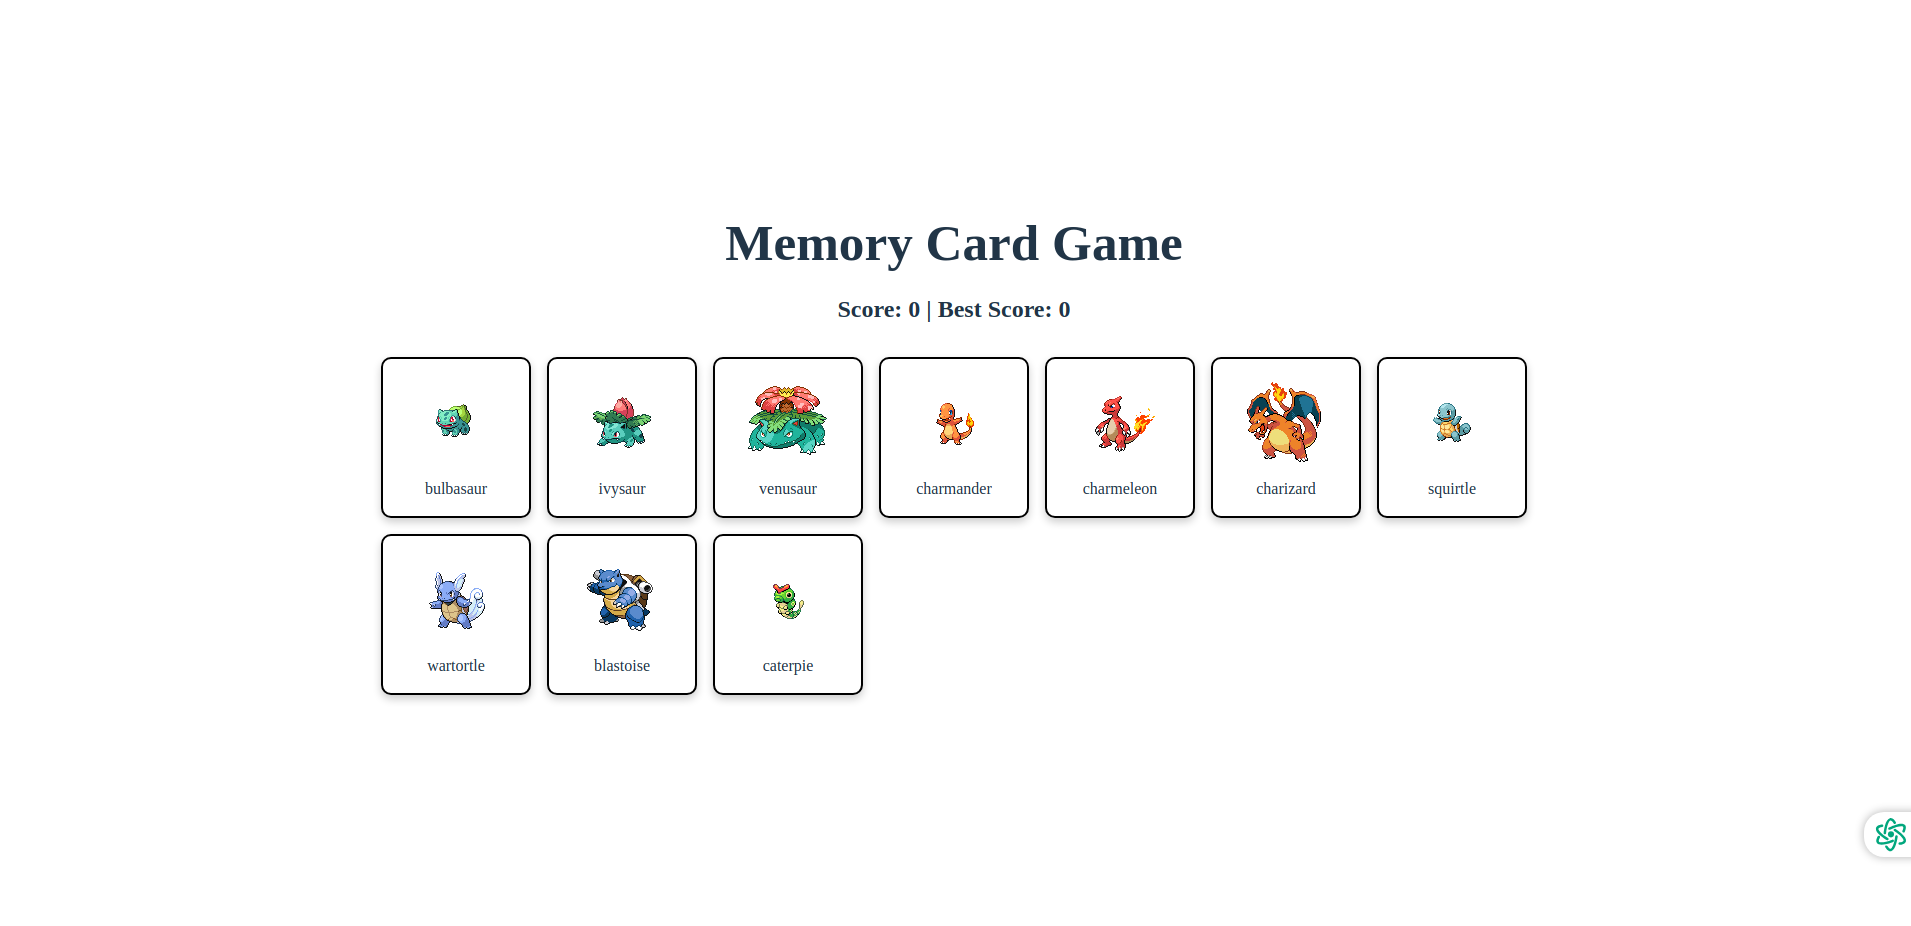 Memory Card Game
Score: 0 | Best Score: 0
bulbasaur
ivysaur
venusaur
charmander
charmeleon
charizard
squirtle
wartortle
blastoise
caterpie